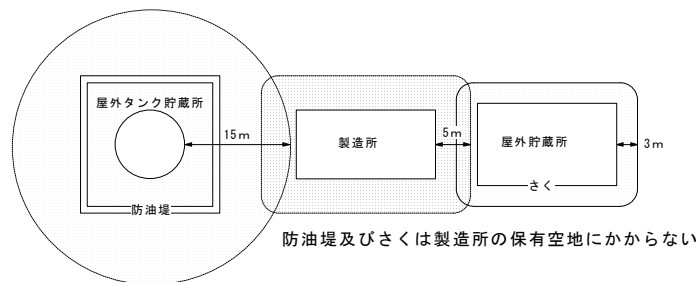 屋外タンク貯蔵所
15m
防油堤
製造所
5m
屋外貯蔵所
さく
3m
防油堤及びさくは製造所の保有空地にかからない